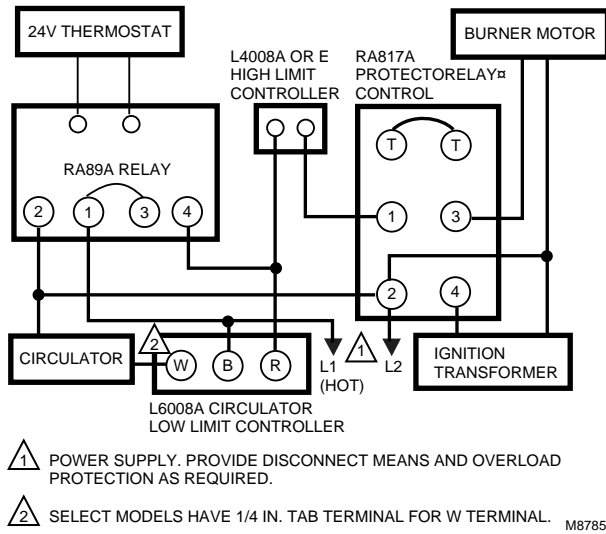 24V THERMOSTAT
L4008A OR E
HIGH LIMIT
CONTROLLER
RA817A
PROTECTORELAY¤
CONTROL
BURNER MOTOR
T
T
RA89A RELAY
2
1
3
4
1
3
2
4
CIRCULATOR
2
W
B
R
L1
(HOT)
1
L2
IGNITION
TRANSFORMER
L6008A CIRCULATOR
LOW LIMIT CONTROLLER
1
POWER SUPPLY. PROVIDE DISCONNECT MEANS AND OVERLOAD
PROTECTION AS REQUIRED.
2
SELECT MODELS HAVE 1/4 IN. TAB TERMINAL FOR W TERMINAL.
M8785